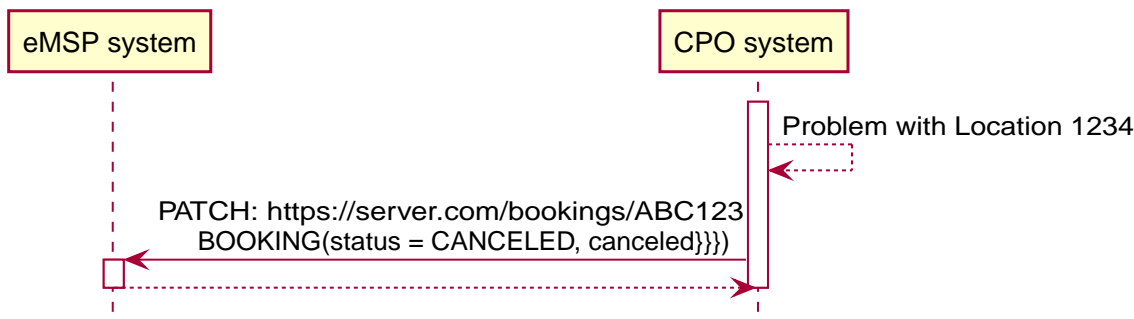 eMSP system
CPO system
Problem with Location 1234
PATCH: https://server.com/bookings/ABC123
BOOKING(status = CANCELED, canceled}}})